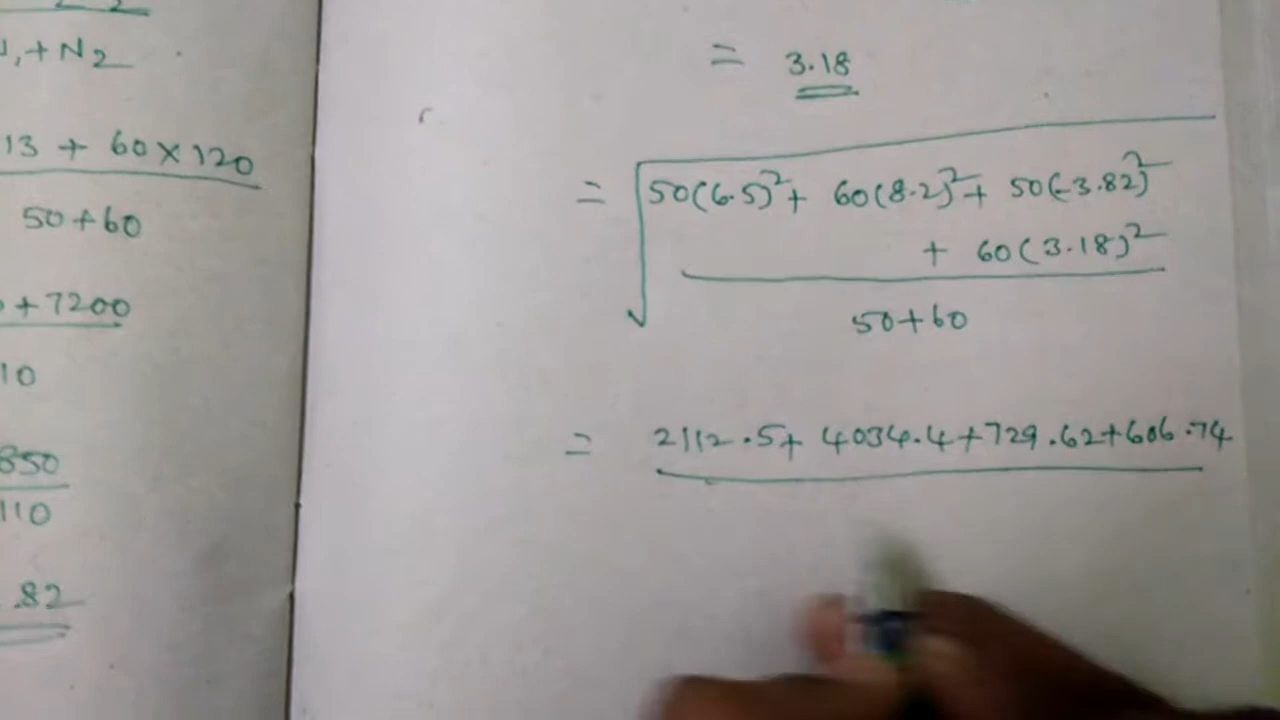 N₁+N₂
13 + 60×120
50+60
+7200
10
850
110
.82
= 3.18
= √50(6.5)²+ 60(8.2)²+ 50(-3.82)²
+ 60(3.18)²
50+60
= 2112.5+ 4034.4+729.62+606.74